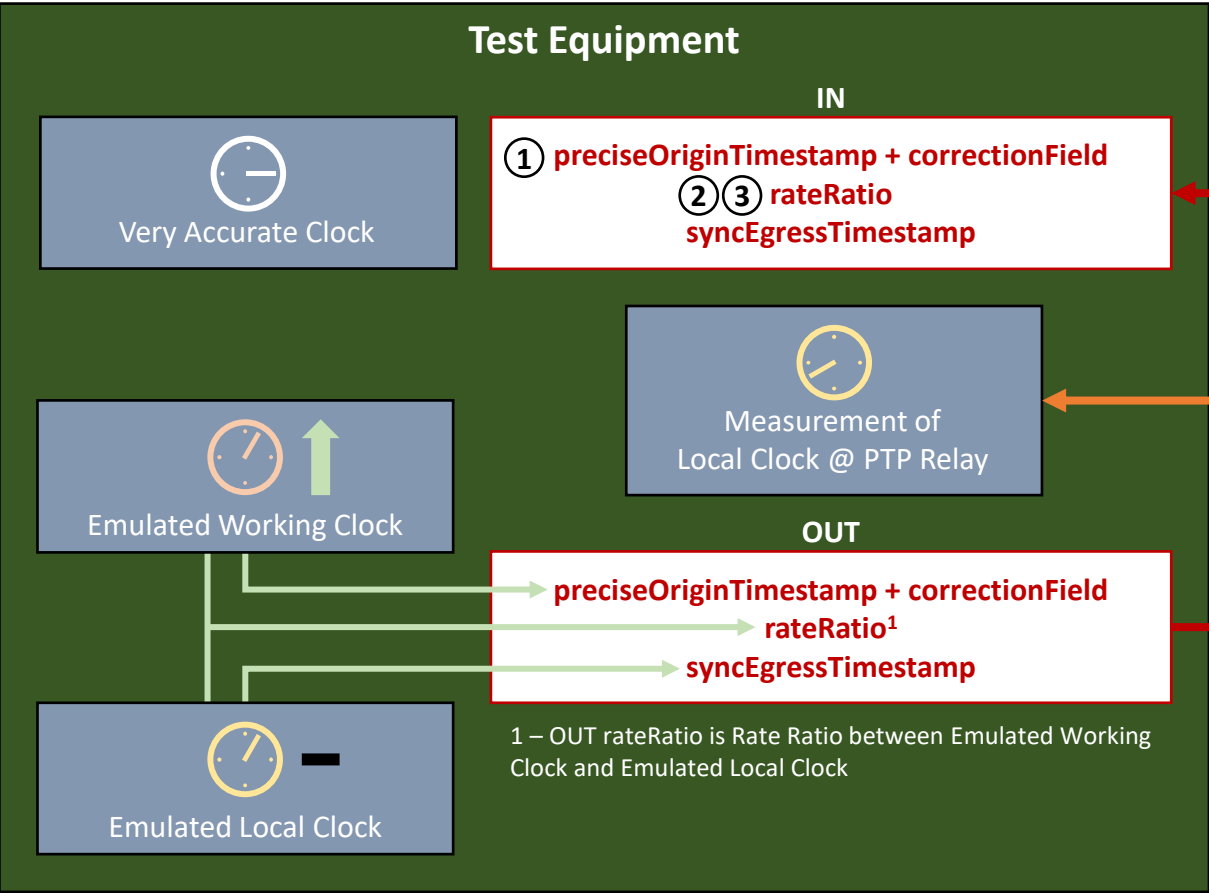 Test Equipment
IN
Very Accurate Clock
1 preciseOriginTimestamp + correctionField
2 3 rateRatio
syncEgressTimestamp
Measurement of
Local Clock @ PTP Relay
Emulated Working Clock
OUT
preciseOriginTimestamp + correctionField
rateRatio¹
syncEgressTimestamp
Emulated Local Clock
1 – OUT rateRatio is Rate Ratio between Emulated Working
Clock and Emulated Local Clock